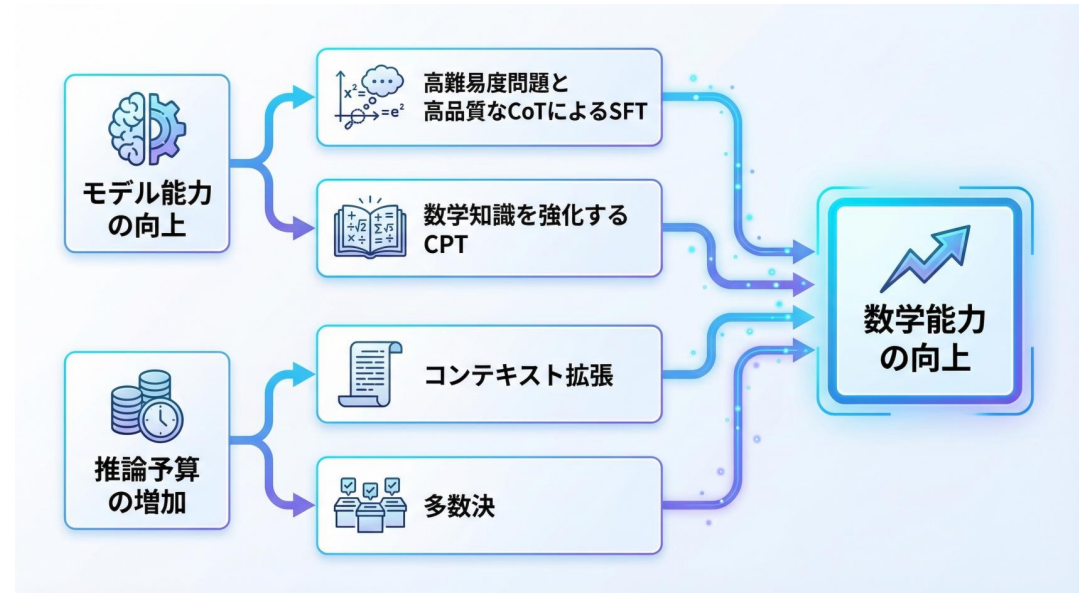 モデル能力
の向上
高難易度問題と
高品質なCoTによるSFT
数学知識を強化する
CPT
推論予算
の増加
コンテキスト拡張
多数決
数学能力
の向上
x²=
=e²